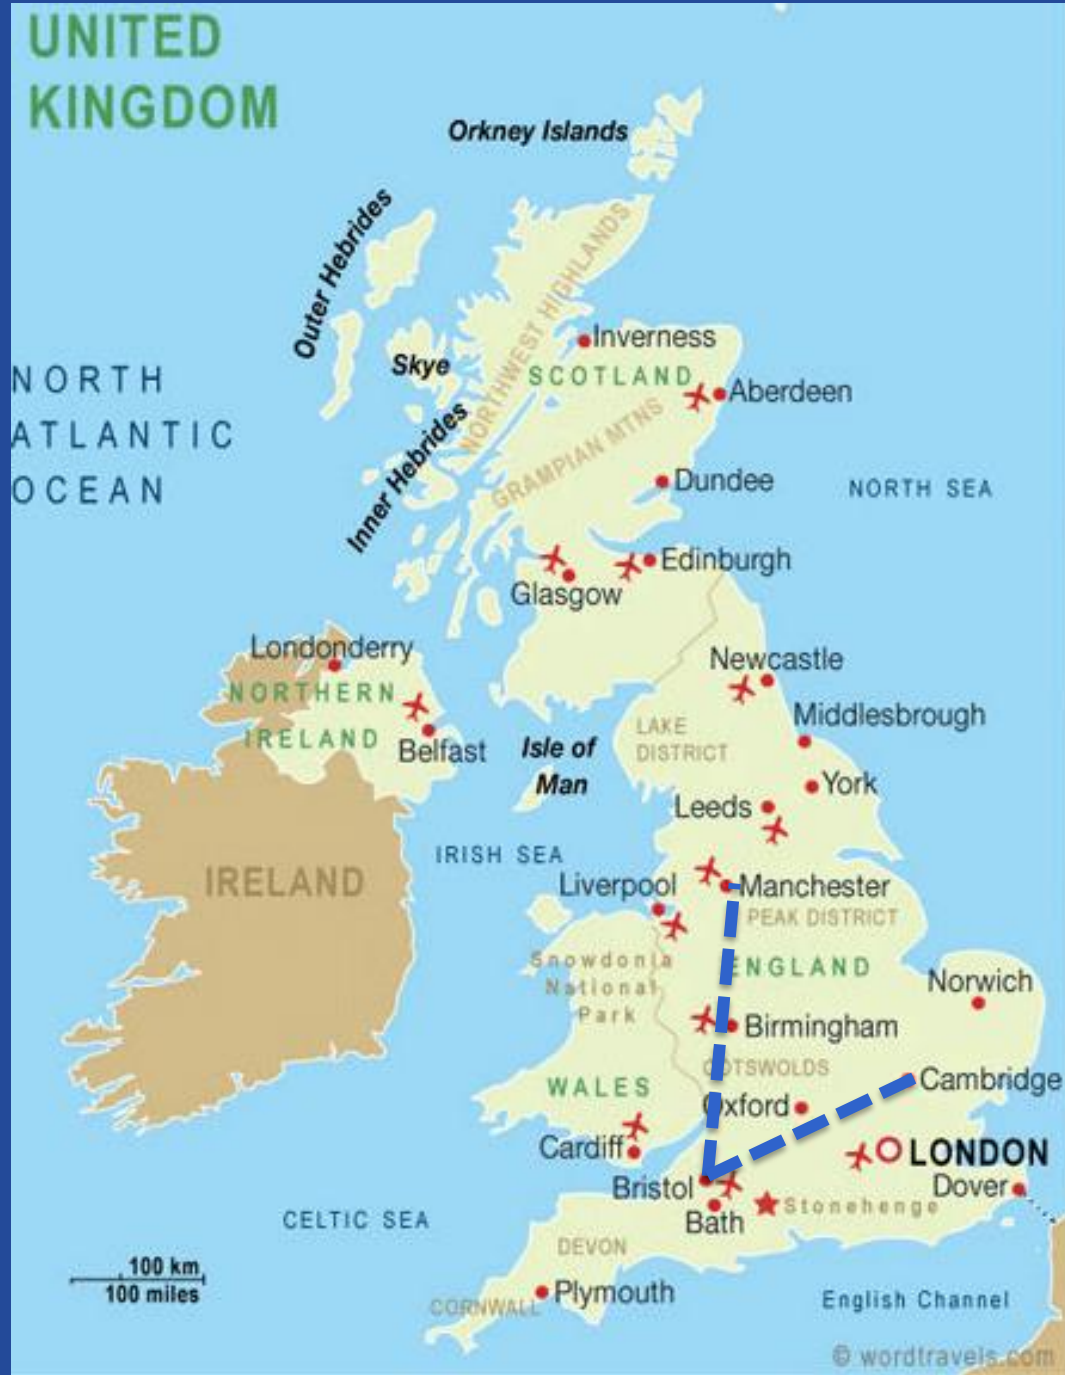 UNITED
KINGDOM
Orkney Islands
Outer Hebrides
NORTHWEST HIGHLANDS
Inverness
Skye
SCOTLAND
NORTH
ATLANTIC
OCEAN
Aberdeen
Inner Hebrides
GRAMPIAN MTNS
Dundee
NORTH SEA
Edinburgh
Glasgow
Londonderry
NORTHERN
IRELAND
Belfast
Newcastle
Middlesbrough
LAKE
DISTRICT
Isle of
Man
York
Leeds
IRISH SEA
IRELAND
Liverpool
Manchester
PEAK DISTRICT
Snowdonia
National
Park
ENGLAND
Norwich
Birmingham
COTSWOLDS
WALES
Cambridge
Oxford
Cardiff
LONDON
Bristol
Dover
Bath
Stonehenge
CELTIC SEA
DEVON
100 km
100 miles
Plymouth
CORNWALL
English Channel
© wordtravels.com